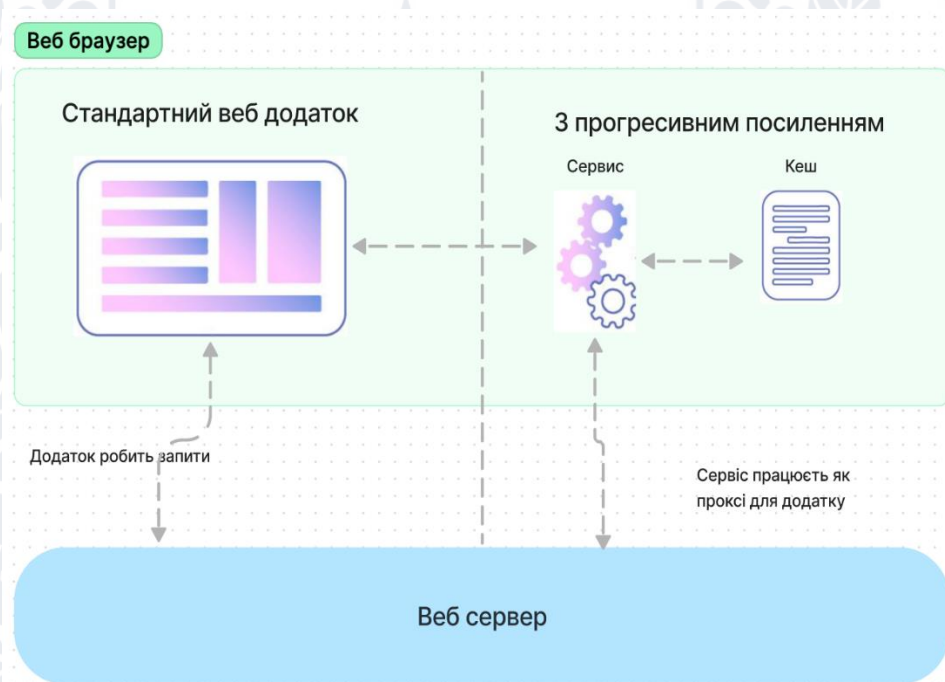 Веб браузер
Стандартний веб додаток
З прогресивним посиленням
Сервис
Кеш
Додаток робить запити
Сервіс працюєть як
проксі для додатку
Веб сервер